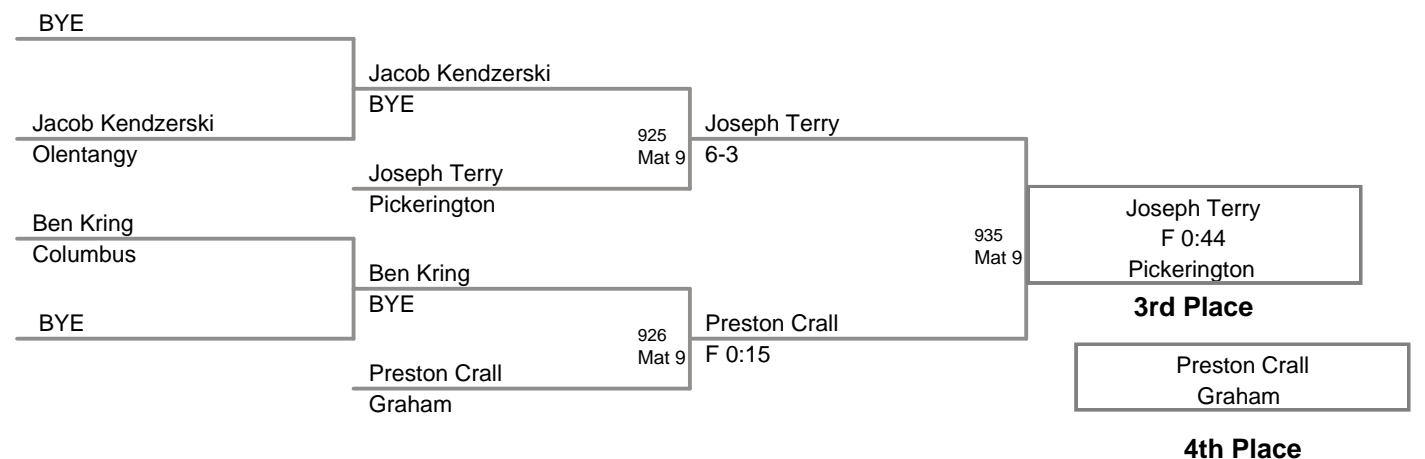 BYE
Jacob Kendzerski
BYE
Jacob Kendzerski
Olentangy
925
Mat 9
Joseph Terry
6-3
Joseph Terry
Pickerington
Ben Kring
Columbus
935
Mat 9
Joseph Terry
F 0:44
Pickerington
3rd Place
Ben Kring
BYE
BYE
926
Mat 9
Preston Crall
F 0:15
Preston Crall
Graham
Preston Crall
Graham
4th Place